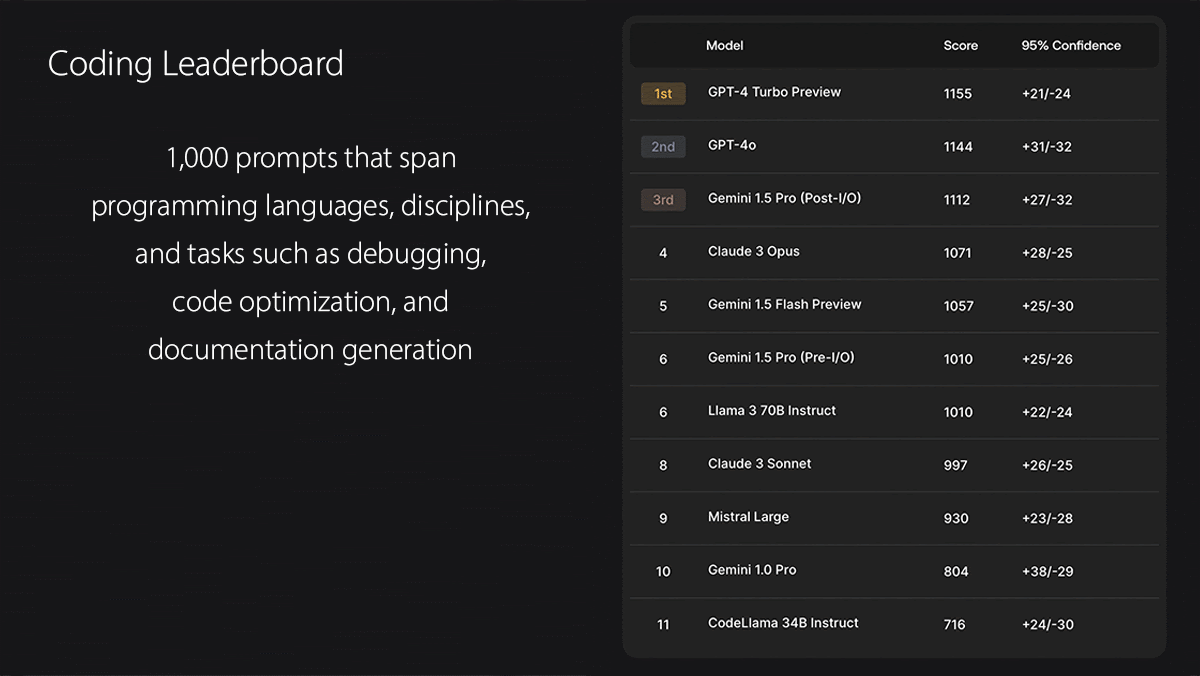 Coding Leaderboard
1,000 prompts that span
programming languages, disciplines,
and tasks such as debugging,
code optimization, and
documentation generation
Model Score 95% Confidence
1st GPT-4 Turbo Preview 1155 +21/-24
2nd GPT-4o 1144 +31/-32
3rd Gemini 1.5 Pro (Post-I/O) 1112 +27/-32
4 Claude 3 Opus 1071 +28/-25
5 Gemini 1.5 Flash Preview 1057 +25/-30
6 Gemini 1.5 Pro (Pre-I/O) 1010 +25/-26
6 Llama 3 70B Instruct 1010 +22/-24
8 Claude 3 Sonnet 997 +26/-25
9 Mistral Large 930 +23/-28
10 Gemini 1.0 Pro 804 +38/-29
11 CodeLlama 34B Instruct 716 +24/-30